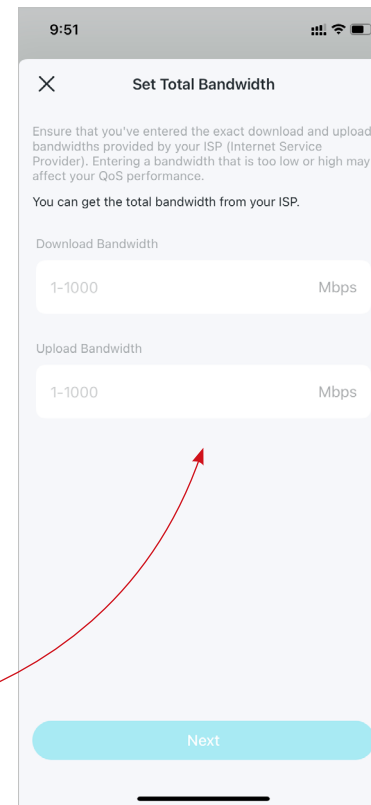 9:51
Set Total Bandwidth
Ensure that you've entered the exact download and upload
bandwidths provided by your ISP (Internet Service
Provider). Entering a bandwidth that is too low or high may
affect your QoS performance.
You can get the total bandwidth from your ISP.
Download Bandwidth
1-1000 Mbps
Upload Bandwidth
1-1000 Mbps
Next